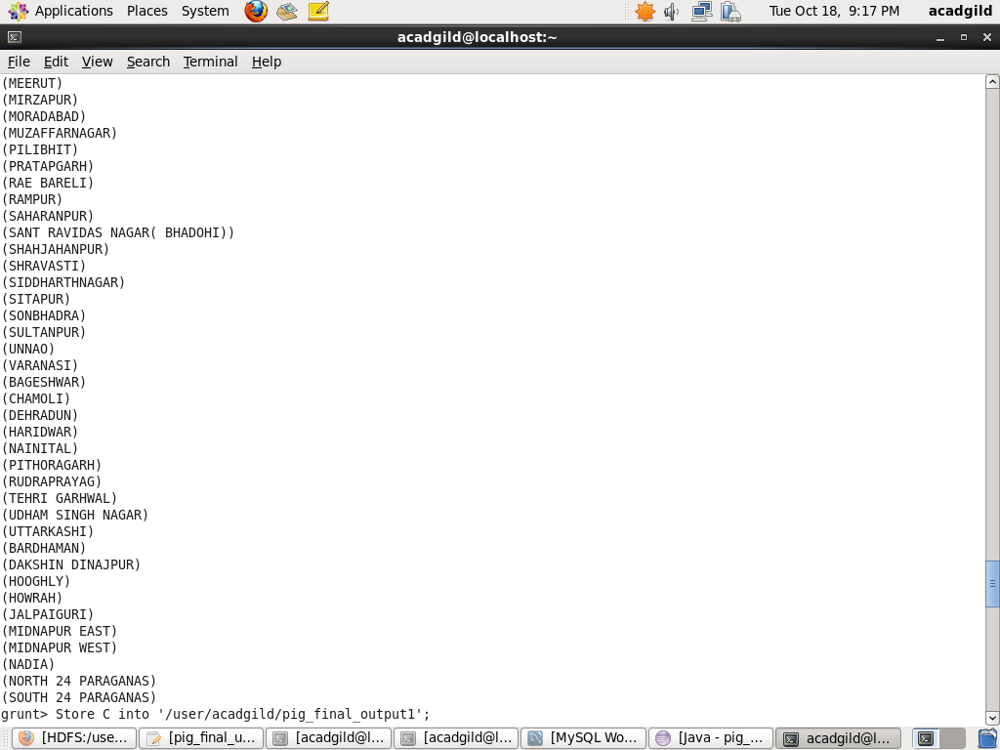 Applications Places System Tue Oct 18, 9:17 PM acadgild
acadgild@localhost:~
File Edit View Search Terminal Help
(MEERUT)
(MIRZAPUR)
(MORADABAD)
(MUZAFFARNAGAR)
(PILIBHIT)
(PRATAPGARH)
(RAE BARELI)
(RAMPUR)
(SAHARANPUR)
(SANT RAVIDAS NAGAR( BHADOHI))
(SHAHJAHANPUR)
(SHRAVASTI)
(SIDDHARTHNAGAR)
(SITAPUR)
(SONBHADRA)
(SULTANPUR)
(UNNAO)
(VARANASI)
(BAGESHWAR)
(CHAMOLI)
(DEHRADUN)
(HARIDWAR)
(NAINITAL)
(PITHORAGARH)
(RUDRAPRAYAG)
(TEHRI GARHWAL)
(UDHAM SINGH NAGAR)
(UTTARKASHI)
(BARDHAMAN)
(DAKSHIN DINAJPUR)
(HOOGHLY)
(HOWRAH)
(JALPAIGURI)
(MIDNAPUR EAST)
(MIDNAPUR WEST)
(NADIA)
(NORTH 24 PARAGANAS)
(SOUTH 24 PARAGANAS)
grunt> Store C into '/user/acadgild/pig_final_output1';
[HDFS:/use... [pig_final_u... [acadgild@l... [acadgild@l... [MySQL Wo... [Java - pig_... acadgild@l...